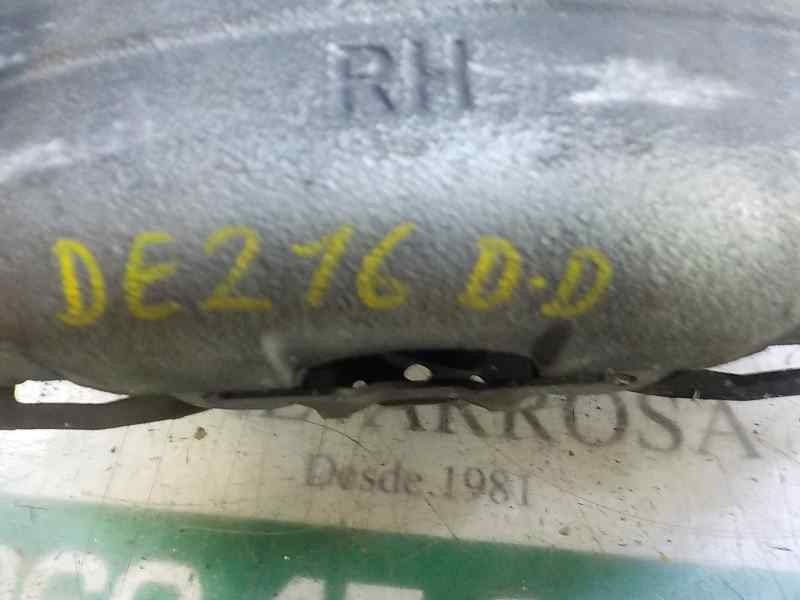 RH
DE216 D.D
ARROSA
Desde 1981